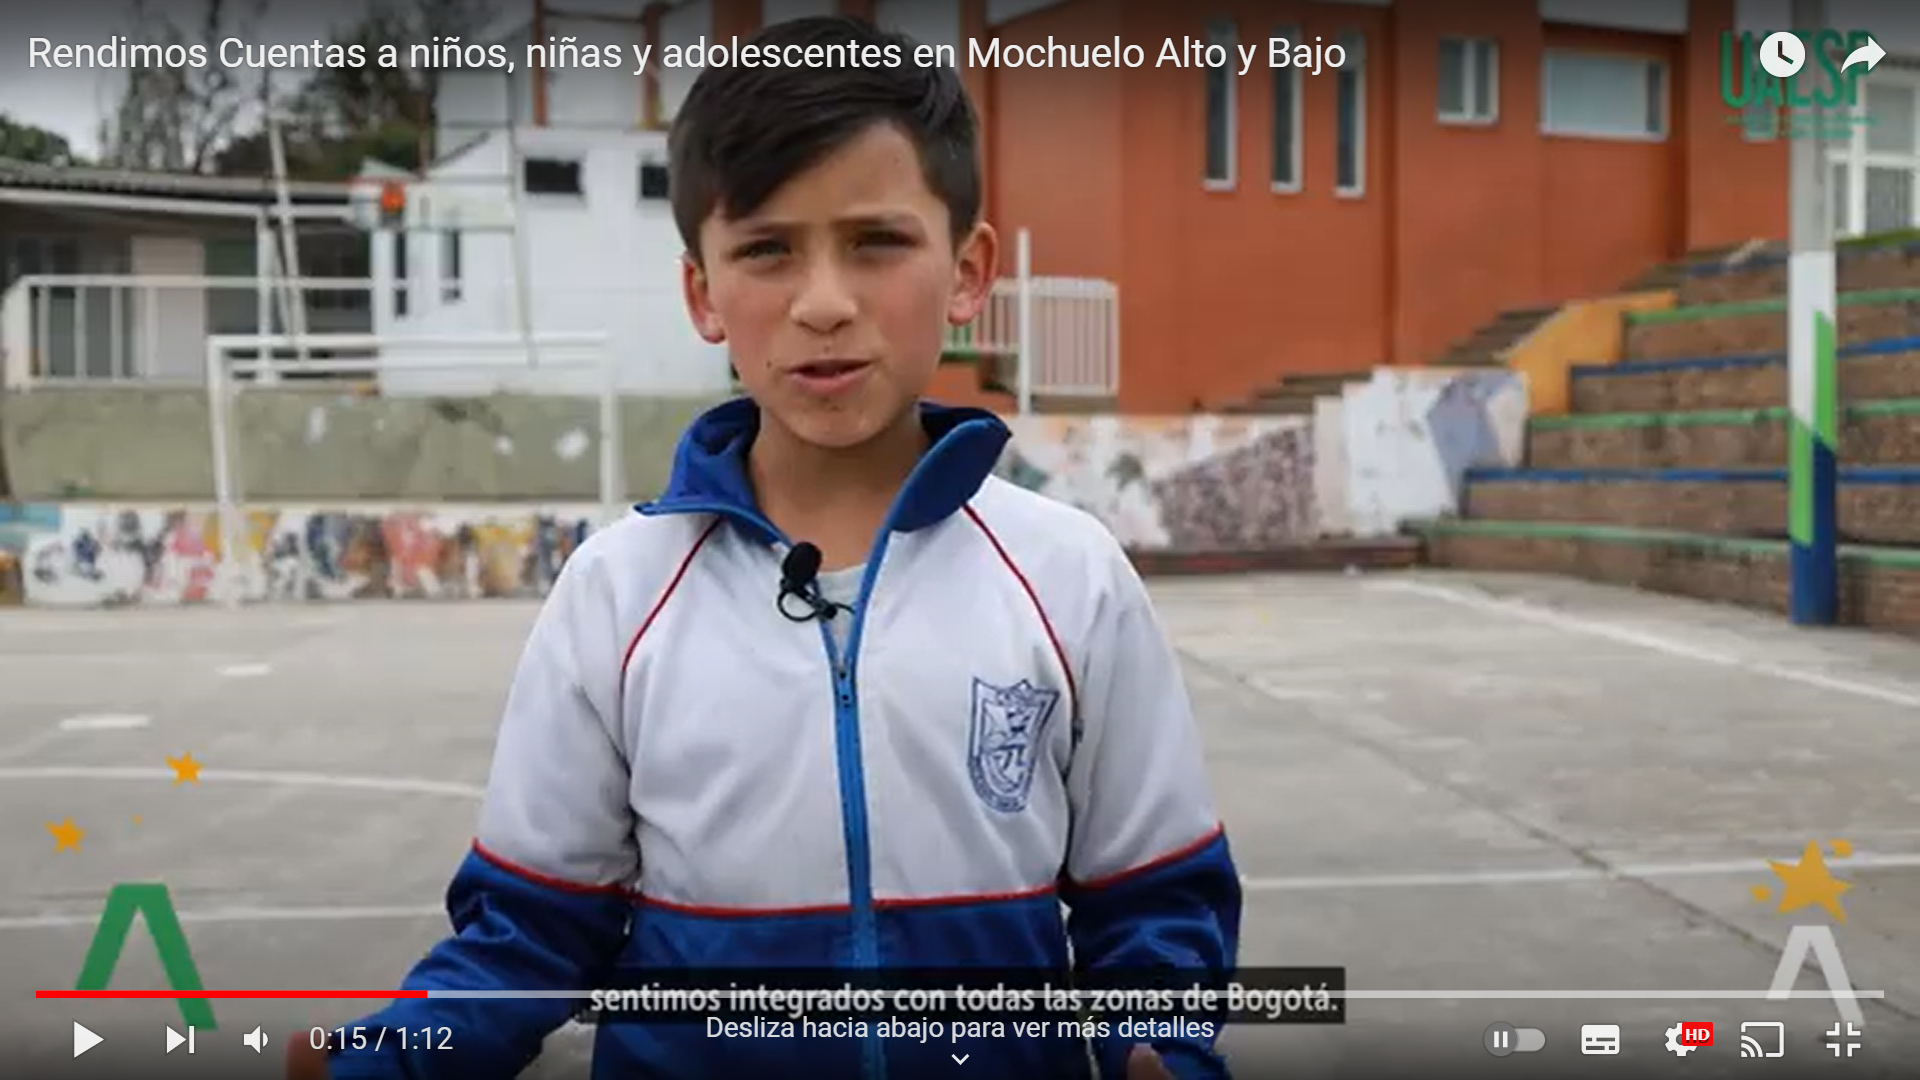 Rendimos Cuentas a niños, niñas y adolescentes en Mochuelo Alto y Bajo
UAESP
sentimos integrados con todas las zonas de Bogotá.
Desliza hacia abajo para ver más detalles
0:15 / 1:12
HD